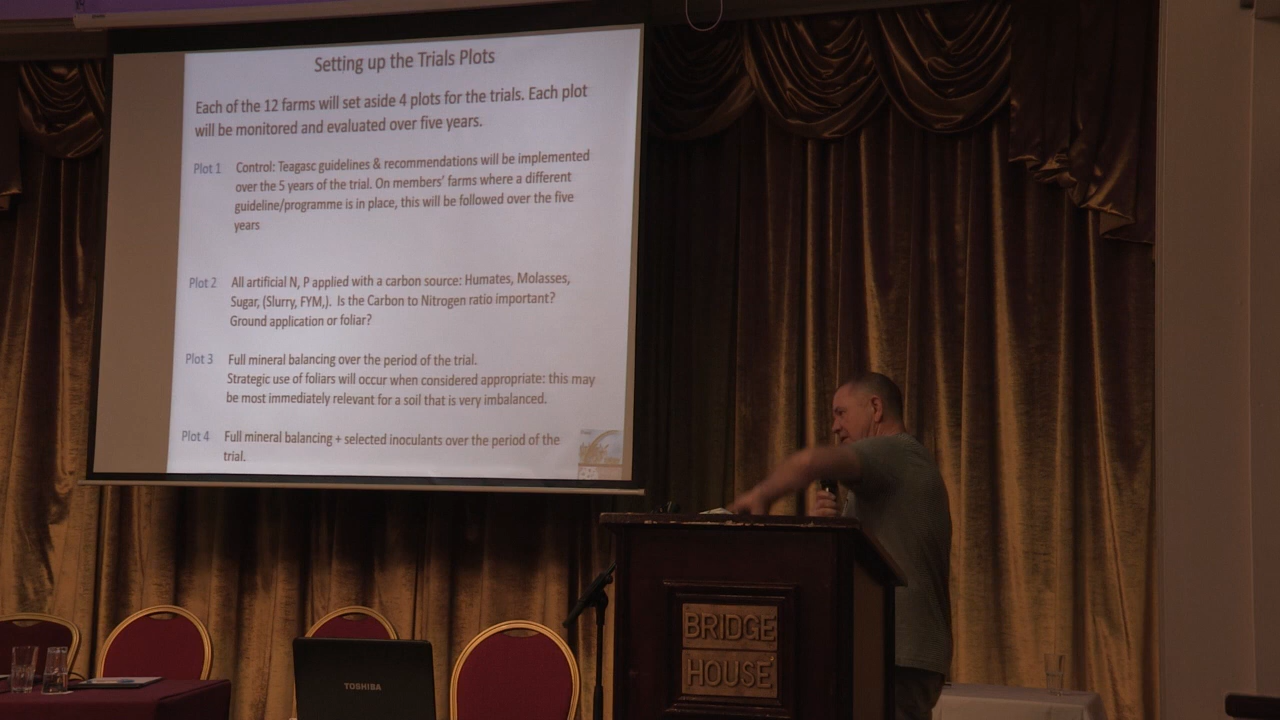 Setting up the Trials Plots
Each of the 12 farms will set aside 4 plots for the trials. Each plot
will be monitored and evaluated over five years.
Plot 1 Control: Teagasc guidelines & recommendations will be implemented
over the 5 years of the trial. On members' farms where a different
guideline/programme is in place, this will be followed over the five
years
Plot 2 All artificial N, P applied with a carbon source: Humates, Molasses,
Sugar, (Slurry, FYM,). Is the Carbon to Nitrogen ratio important?
Ground application or foliar?
Plot 3 Full mineral balancing over the period of the trial.
Strategic use of foliars will occur when considered appropriate: this may
be most immediately relevant for a soil that is very imbalanced.
Plot 4 Full mineral balancing + selected inoculants over the period of the
trial.
BRIDGE
HOUSE
TOSHIBA